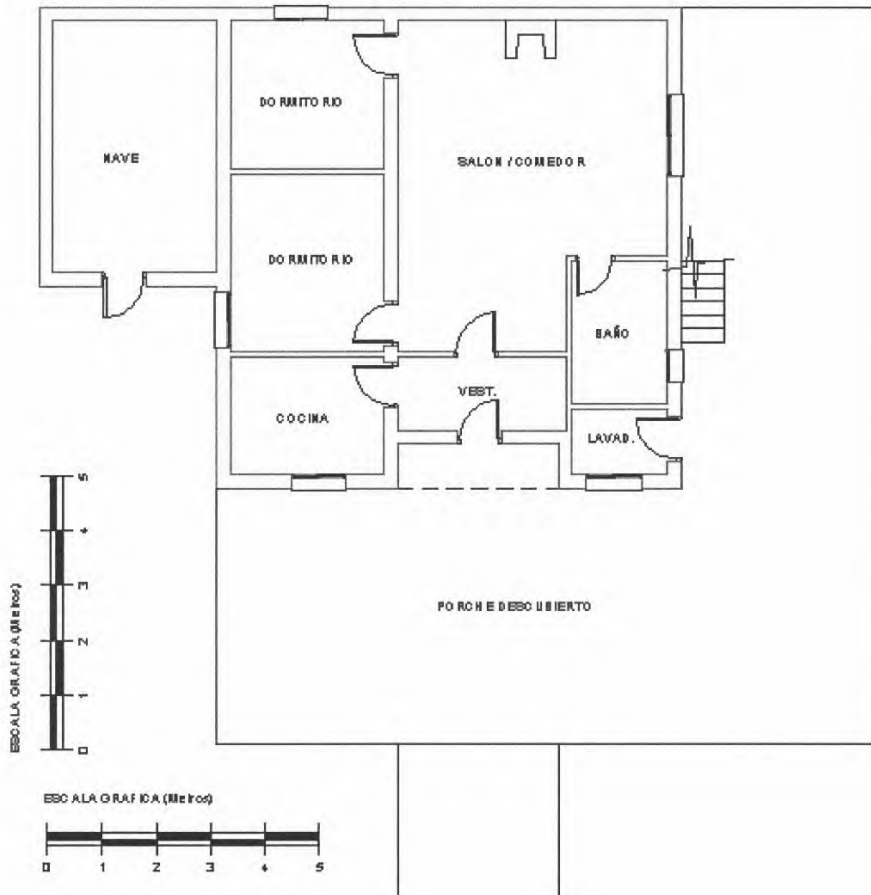 DORMITORIO
NAVE
SALON / COMEDOR
DORMITORIO
BAÑO
VEST.
COCINA
LAVAD.
PORCHE DESCUBIERTO
ESCALA GRAFICA (Metros)
5
4
3
2
1
0
ESCALA GRAFICA (Metros)
0 1 2 3 4 5